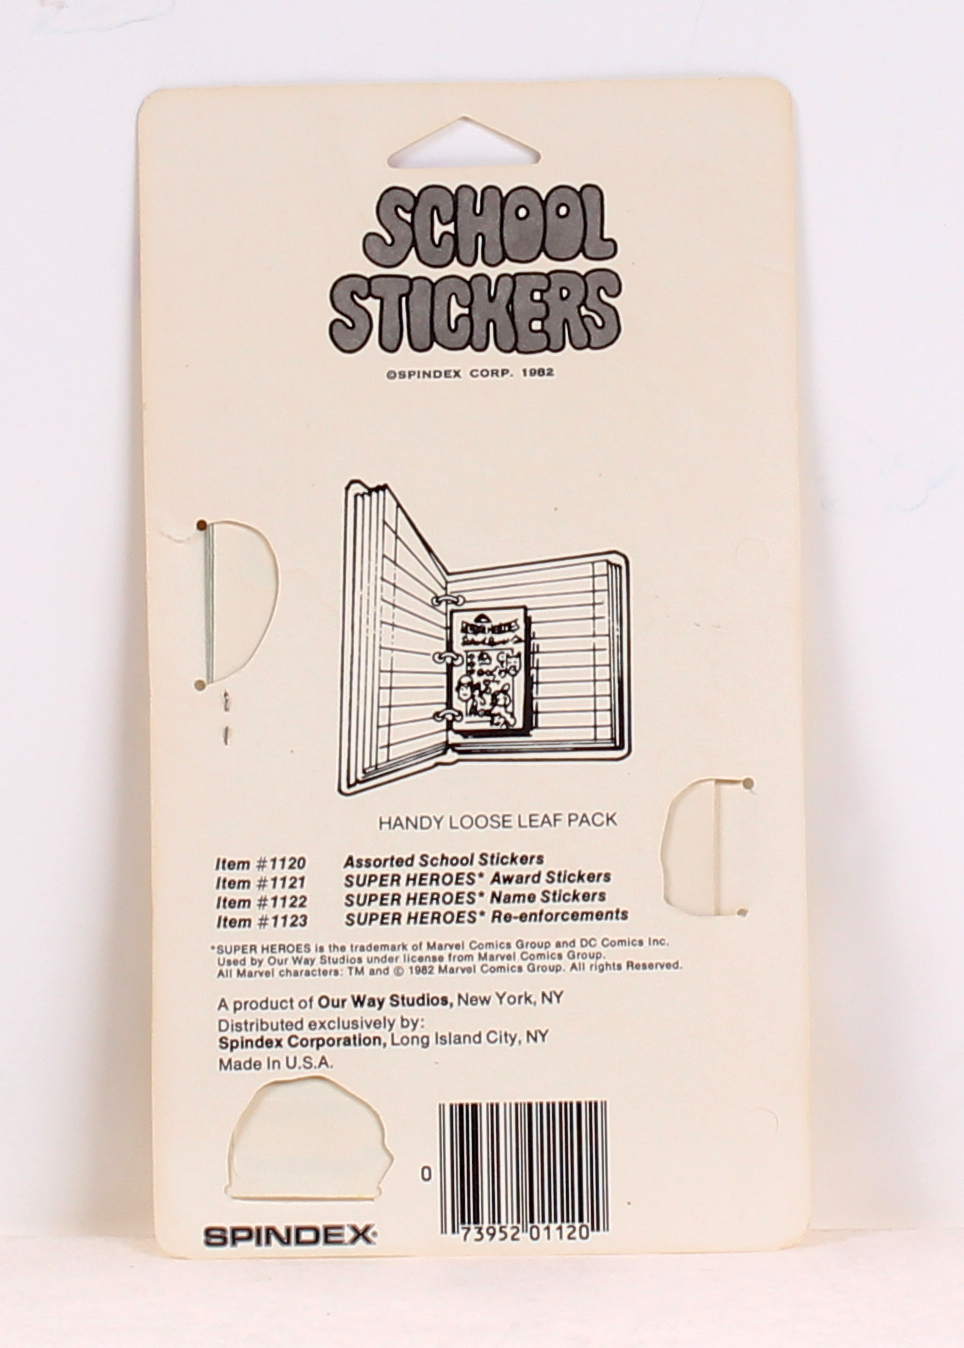 SCHOOL
STICKERS
©SPINDEX CORP. 1982
HANDY LOOSE LEAF PACK
Item #1120 Assorted School Stickers
Item #1121 SUPER HEROES* Award Stickers
Item #1122 SUPER HEROES* Name Stickers
Item #1123 SUPER HEROES* Re-enforcements
*SUPER HEROES is the trademark of Marvel Comics Group and DC Comics Inc.
Used by Our Way Studios under license from Marvel Comics Group.
All Marvel characters: TM and © 1982 Marvel Comics Group. All rights Reserved.
A product of Our Way Studios, New York, NY
Distributed exclusively by:
Spindex Corporation, Long Island City, NY
Made In U.S.A.
0 73952 01120
SPINDEX®